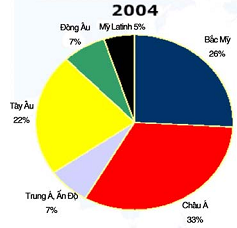 2004
Đông Âu
7%
Mỹ Latinh 5%
Bắc Mỹ
26%
Tây Âu
22%
Trung Á, Ấn Độ
7%
Châu Á
33%